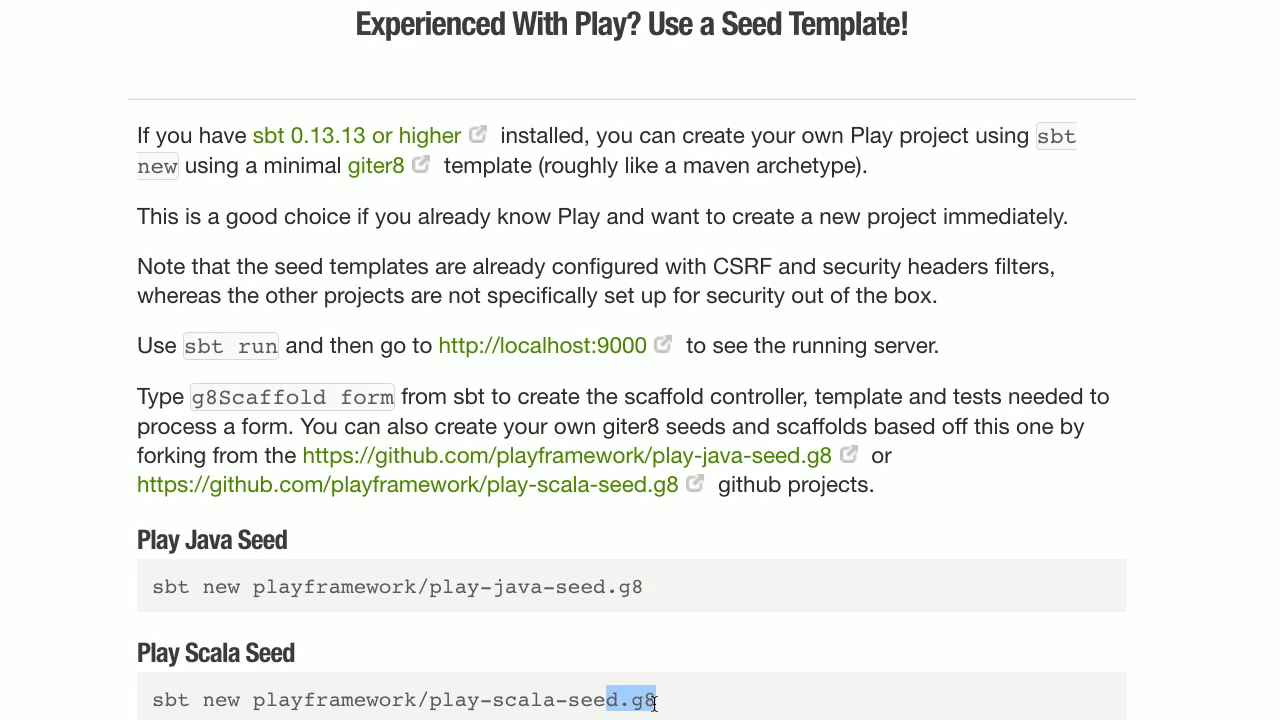 Experienced With Play? Use a Seed Template!
If you have sbt 0.13.13 or higher installed, you can create your own Play project using sbt
new using a minimal giter8 template (roughly like a maven archetype).
This is a good choice if you already know Play and want to create a new project immediately.
Note that the seed templates are already configured with CSRF and security headers filters,
whereas the other projects are not specifically set up for security out of the box.
Use sbt run and then go to http://localhost:9000 to see the running server.
Type g8Scaffold form from sbt to create the scaffold controller, template and tests needed to
process a form. You can also create your own giter8 seeds and scaffolds based off this one by
forking from the https://github.com/playframework/play-java-seed.g8 or
https://github.com/playframework/play-scala-seed.g8 github projects.
Play Java Seed
sbt new playframework/play-java-seed.g8
Play Scala Seed
sbt new playframework/play-scala-seed.g8